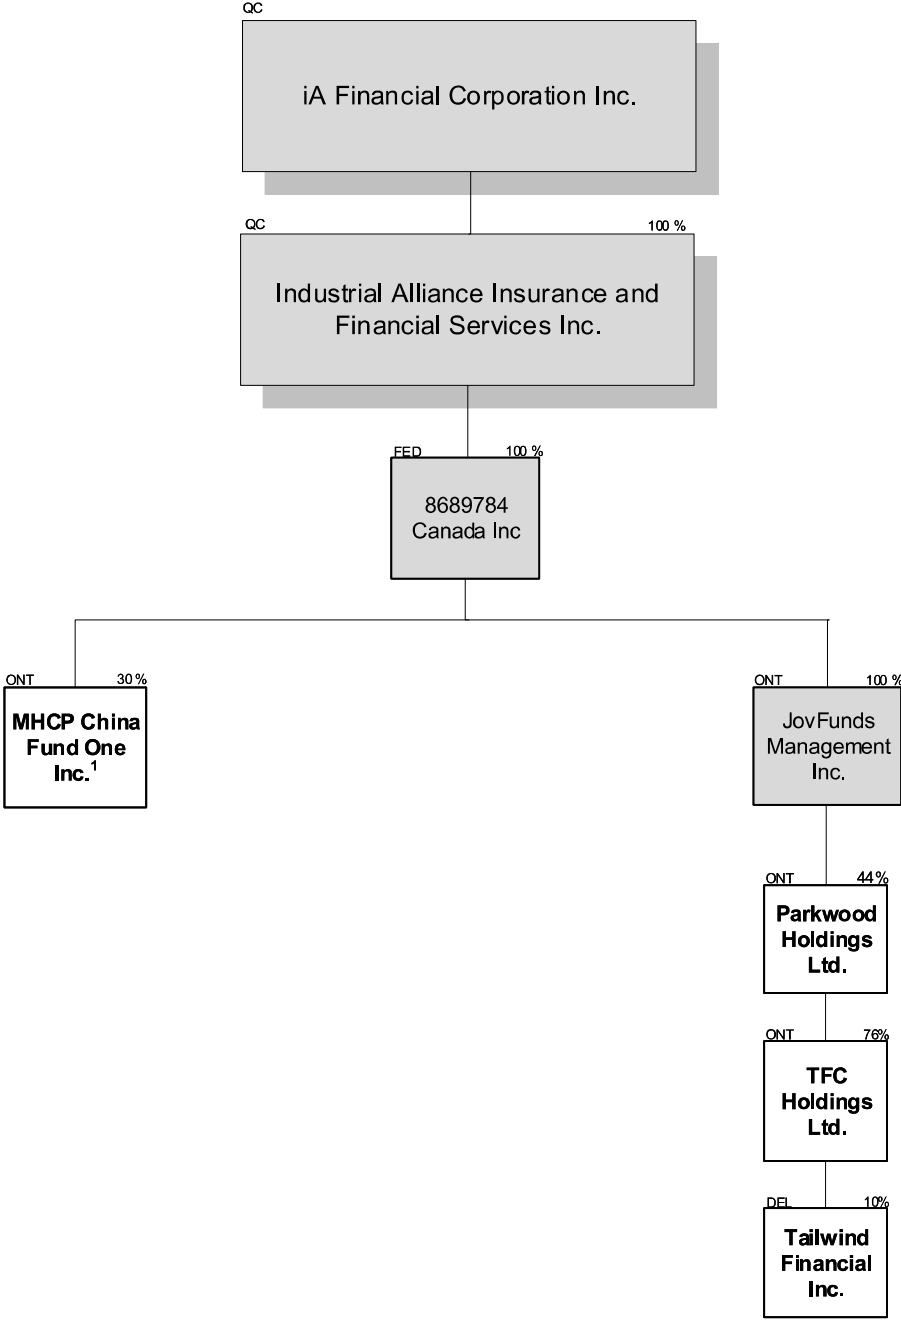 QC
iA Financial Corporation Inc.
QC 100 %
Industrial Alliance Insurance and
Financial Services Inc.
FED 100 %
8689784
Canada Inc
ONT 30 %
MHCP China
Fund One
Inc.¹
ONT 100 %
JovFunds
Management
Inc.
ONT 44 %
Parkwood
Holdings
Ltd.
ONT 76%
TFC
Holdings
Ltd.
DEL 10%
Tailwind
Financial
Inc.